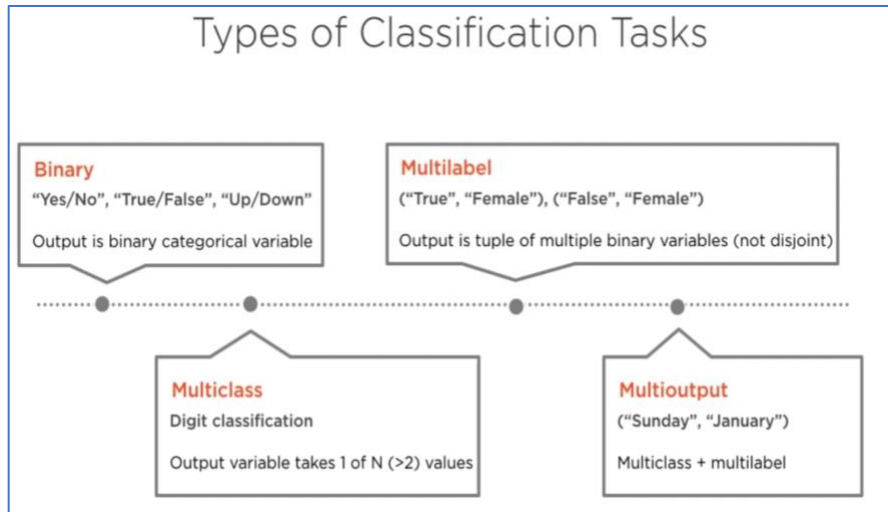 Types of Classification Tasks
Binary
“Yes/No”, “True/False”, “Up/Down”
Output is binary categorical variable
Multilabel
(“True”, “Female”), (“False”, “Female”)
Output is tuple of multiple binary variables (not disjoint)
Multiclass
Digit classification
Output variable takes 1 of N (>2) values
Multioutput
(“Sunday”, “January”)
Multiclass + multilabel